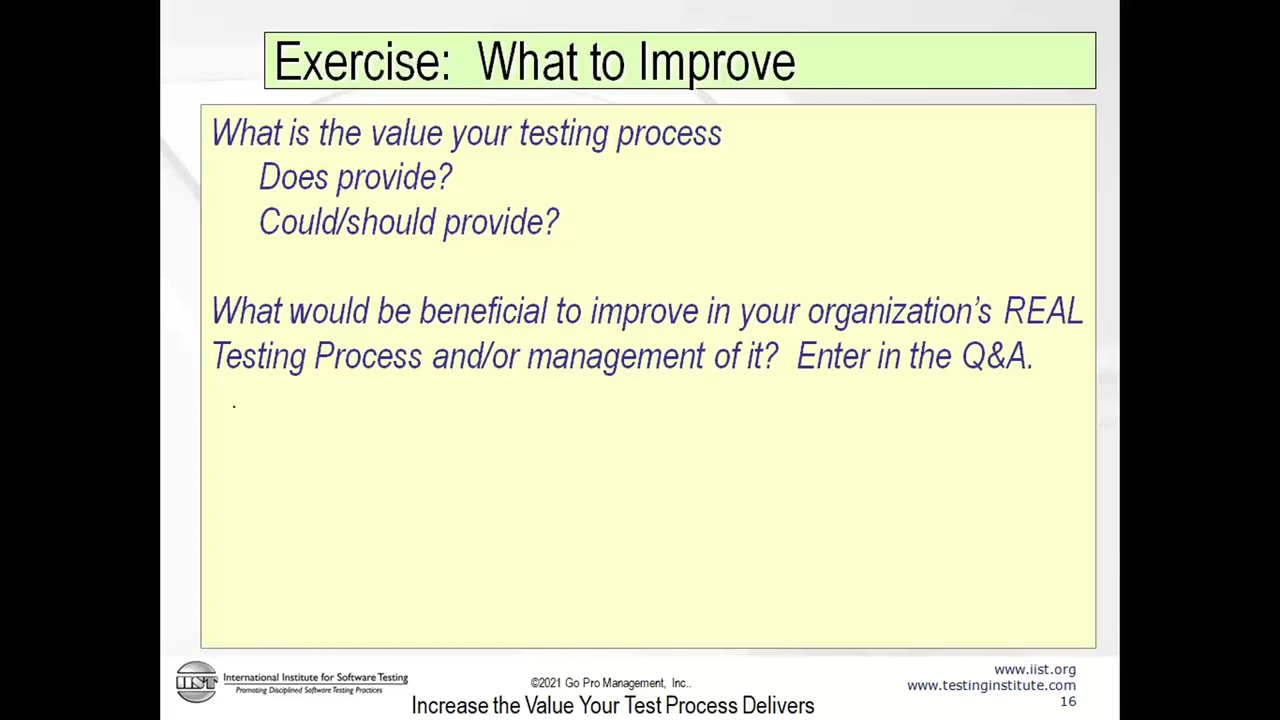 Exercise:  What to Improve
What is the value your testing process
Does provide?
Could/should provide?
What would be beneficial to improve in your organization’s REAL
Testing Process and/or management of it?  Enter in the Q&A.
.
IIST
International Institute for Software Testing
Promoting Disciplined Software Testing Practices
©2021 Go Pro Management, Inc..
Increase the Value Your Test Process Delivers
www.iist.org
www.testinginstitute.com
16